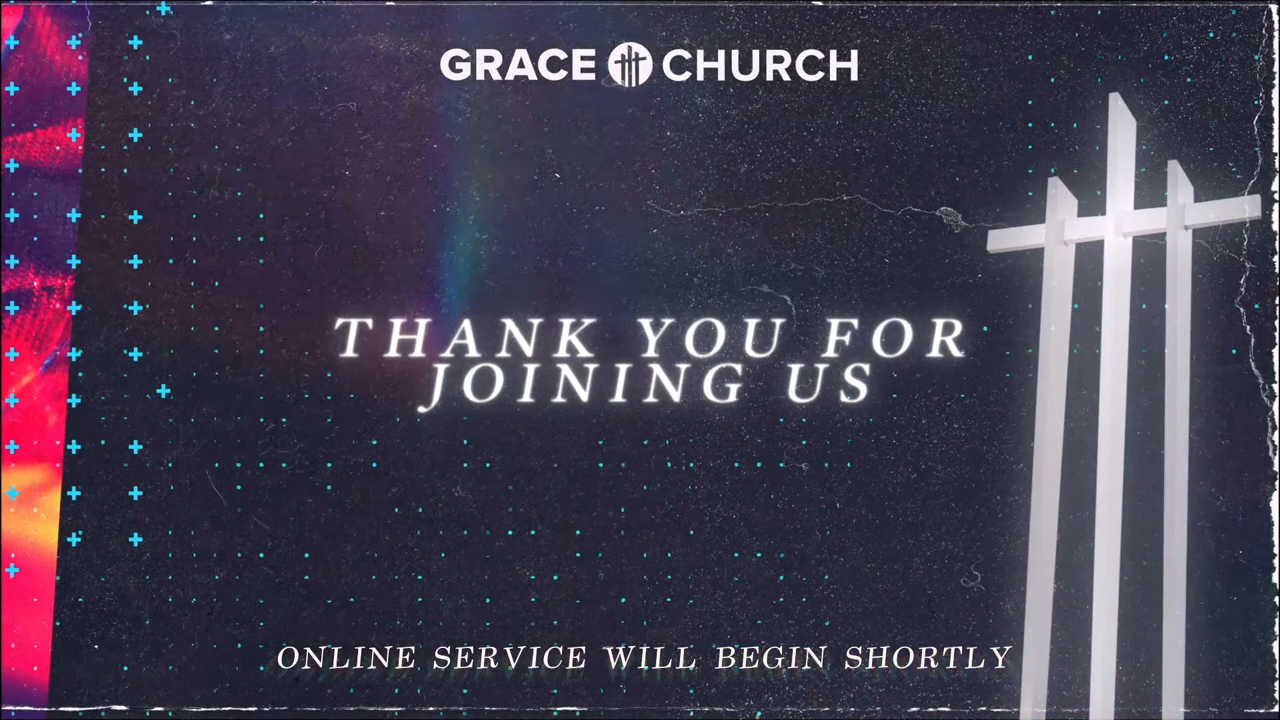 GRACE CHURCH
THANK YOU FOR
JOINING US
ONLINE SERVICE WILL BEGIN SHORTLY